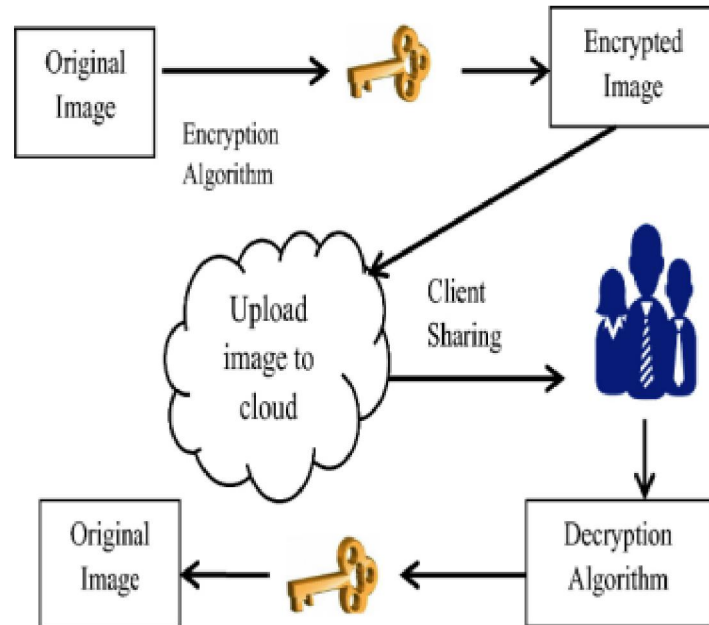 Original
Image
Encryption
Algorithm
Encrypted
Image
Upload
image to
cloud
Client
Sharing
Decryption
Algorithm
Original
Image